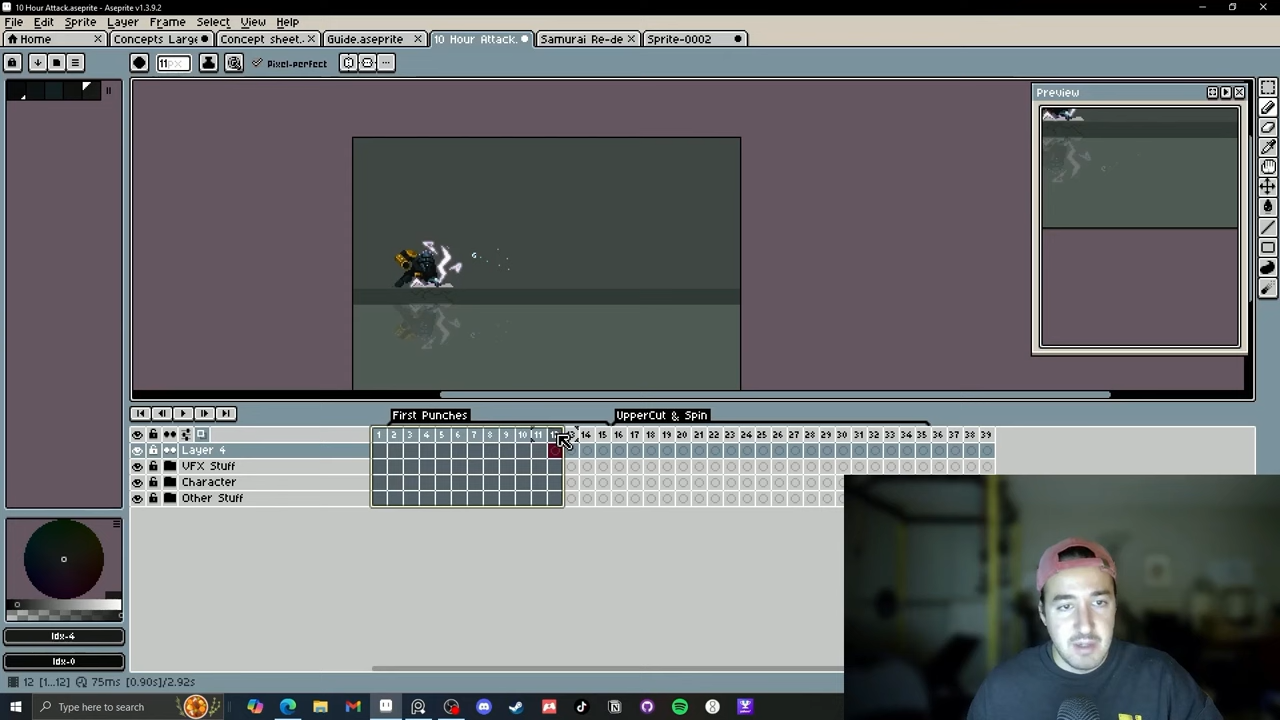 10 Hour Attack.aseprite - Aseprite v1.3.9.2
File Edit Sprite Layer Frame Select View Help
Home Concepts Large Concept sheet. Guide.aseprite 10 Hour Attack. Samurai Re-de Sprite-0002
11px Pixel-perfect
Preview
First Punches UpperCut & Spin
1 2 3 4 5 6 7 8 9 10 11 12 14 15 16 17 18 19 20 21 22 23 24 25 26 27 28 29 30 31 32 33 34 35 36 37 38 39
Layer 4
VFX Stuff
Character
Other Stuff
Idx-4
Idx-0
12 [1...12] 75ms [0.90s]/2.92s
Type here to search